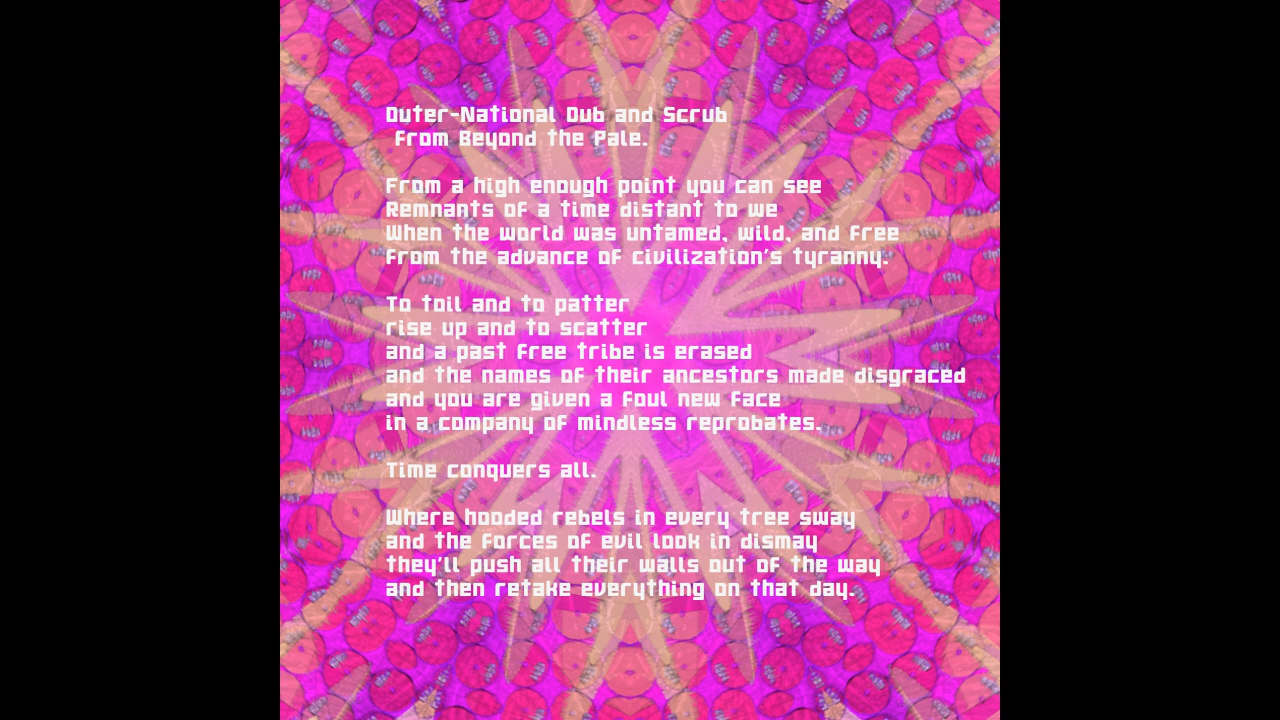 Outer-National Dub and Scrub
From Beyond the Pale.
From a high enough point you can see
Remnants of a time distant to we
When the world was untamed, wild, and free
From the advance of civilization's tyranny.
To toil and to patter
rise up and to scatter
and a past free tribe is erased
and the names of their ancestors made disgraced
and you are given a foul new face
in a company of mindless reprobates.
Time conquers all.
Where hooded rebels in every tree sway
and the forces of evil look in dismay
they'll push all their walls out of the way
and then retake everything on that day.